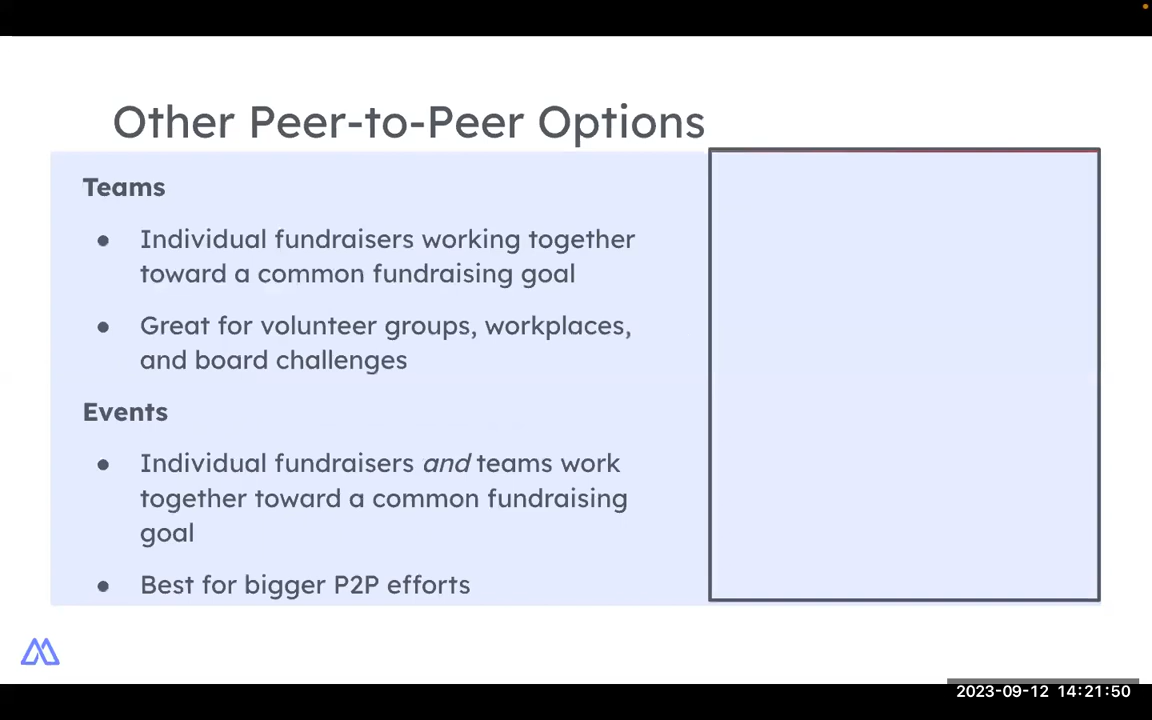 Other Peer-to-Peer Options
Teams
● Individual fundraisers working together
toward a common fundraising goal
● Great for volunteer groups, workplaces,
and board challenges
Events
● Individual fundraisers and teams work
together toward a common fundraising
goal
● Best for bigger P2P efforts
2023-09-12 14:21:50